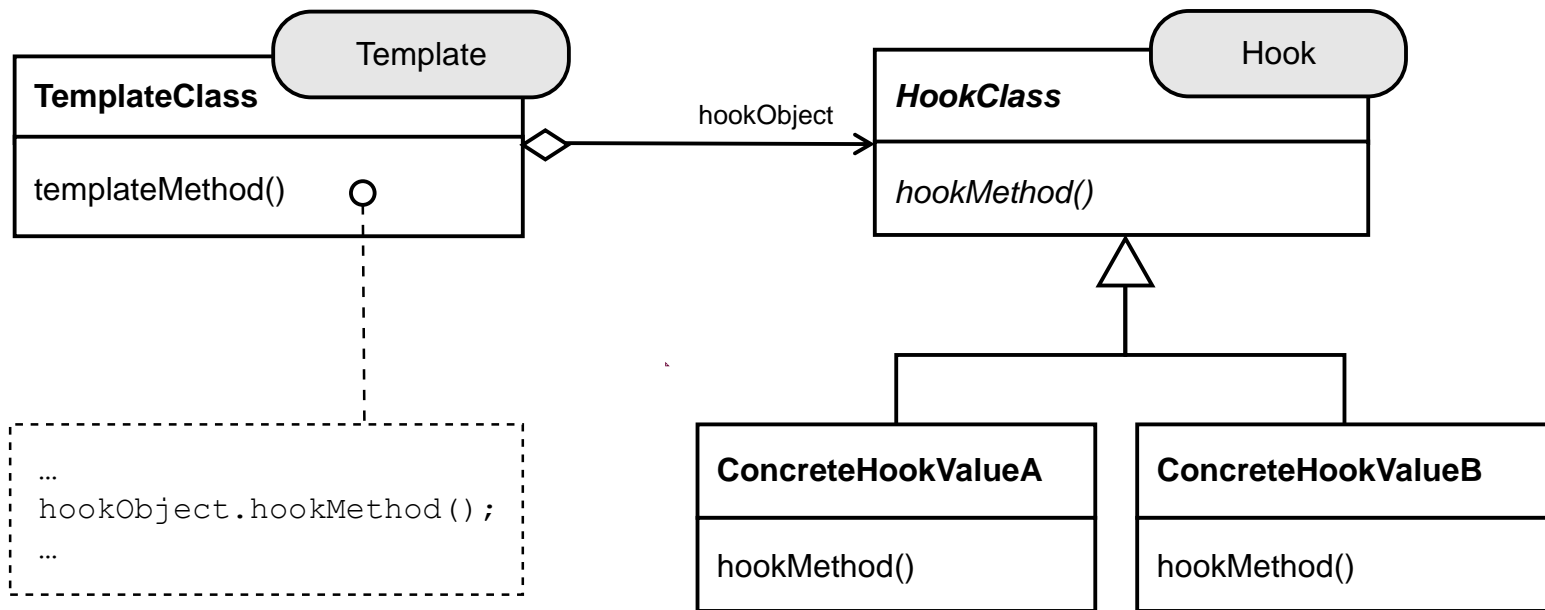 Template
TemplateClass
templateMethod()
hookObject
Hook
HookClass
hookMethod()
…
hookObject.hookMethod();
…
ConcreteHookValueA
hookMethod()
ConcreteHookValueB
hookMethod()